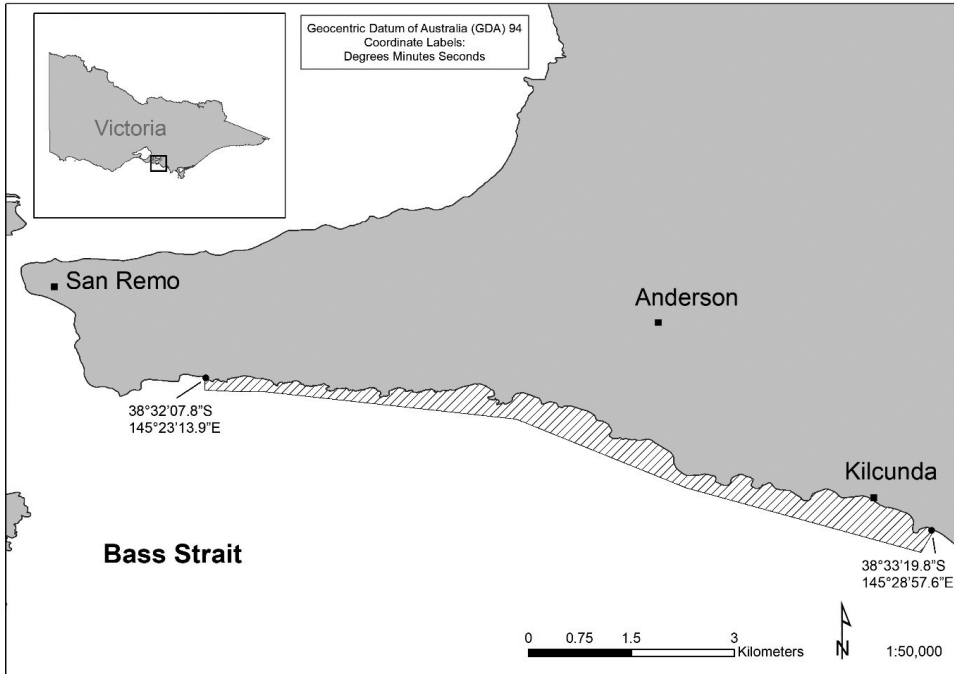 Geocentric Datum of Australia (GDA) 94
Coordinate Labels:
Degrees Minutes Seconds
Victoria
San Remo
Anderson
38°32’07.8”S
145°23’13.9”E
Kilcunda
Bass Strait
38°33’19.8”S
145°28’57.6”E
0 0.75 1.5 3
Kilometers
N
1:50,000